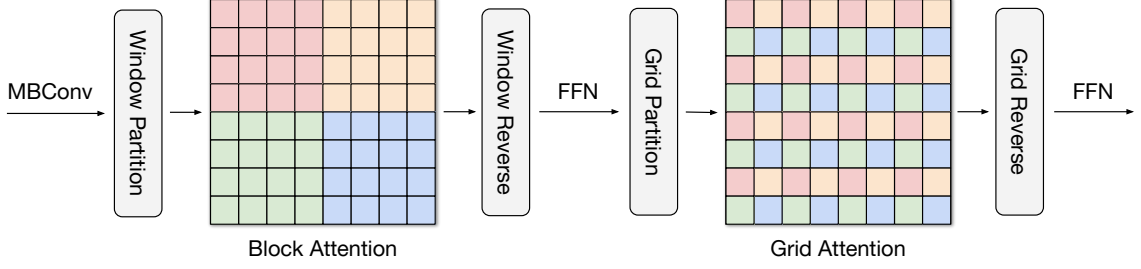 MBConv
Window Partition
Block Attention
Window Reverse
FFN
Grid Partition
Grid Attention
Grid Reverse
FFN